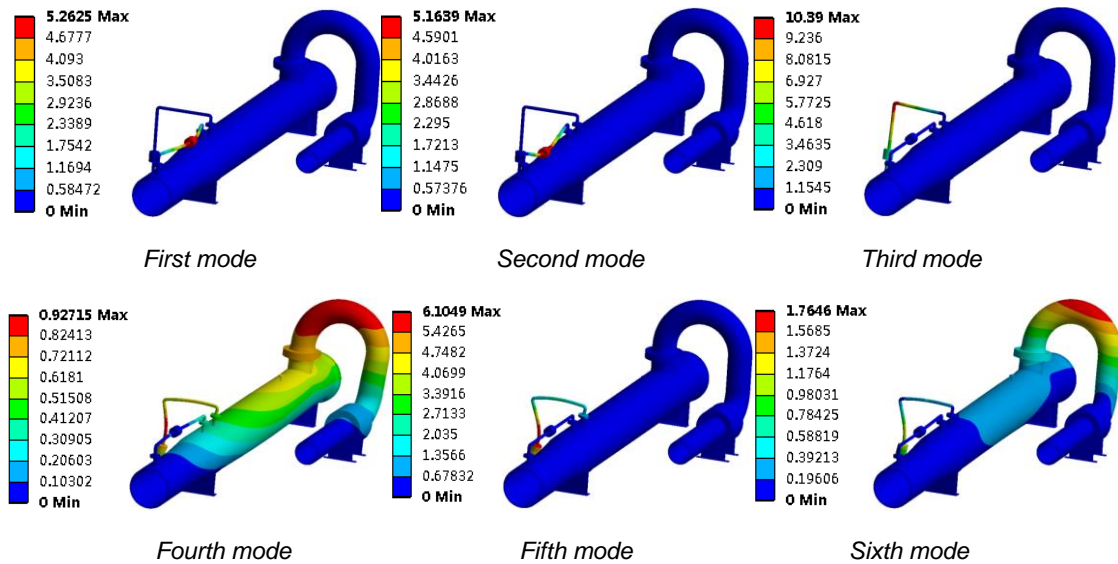 5.2625 Max
4.6777
4.093
3.5083
2.9236
2.3389
1.7542
1.1694
0.58472
0 Min
First mode
5.1639 Max
4.5901
4.0163
3.4426
2.8688
2.295
1.7213
1.1475
0.57376
0 Min
Second mode
10.39 Max
9.236
8.0815
6.927
5.7725
4.618
3.4635
2.309
1.1545
0 Min
Third mode
0.92715 Max
0.82413
0.72112
0.6181
0.51508
0.41207
0.30905
0.20603
0.10302
0 Min
Fourth mode
6.1049 Max
5.4265
4.7482
4.0699
3.3916
2.7133
2.035
1.3566
0.67832
0 Min
Fifth mode
1.7646 Max
1.5685
1.3724
1.1764
0.98031
0.78425
0.58819
0.39213
0.19606
0 Min
Sixth mode